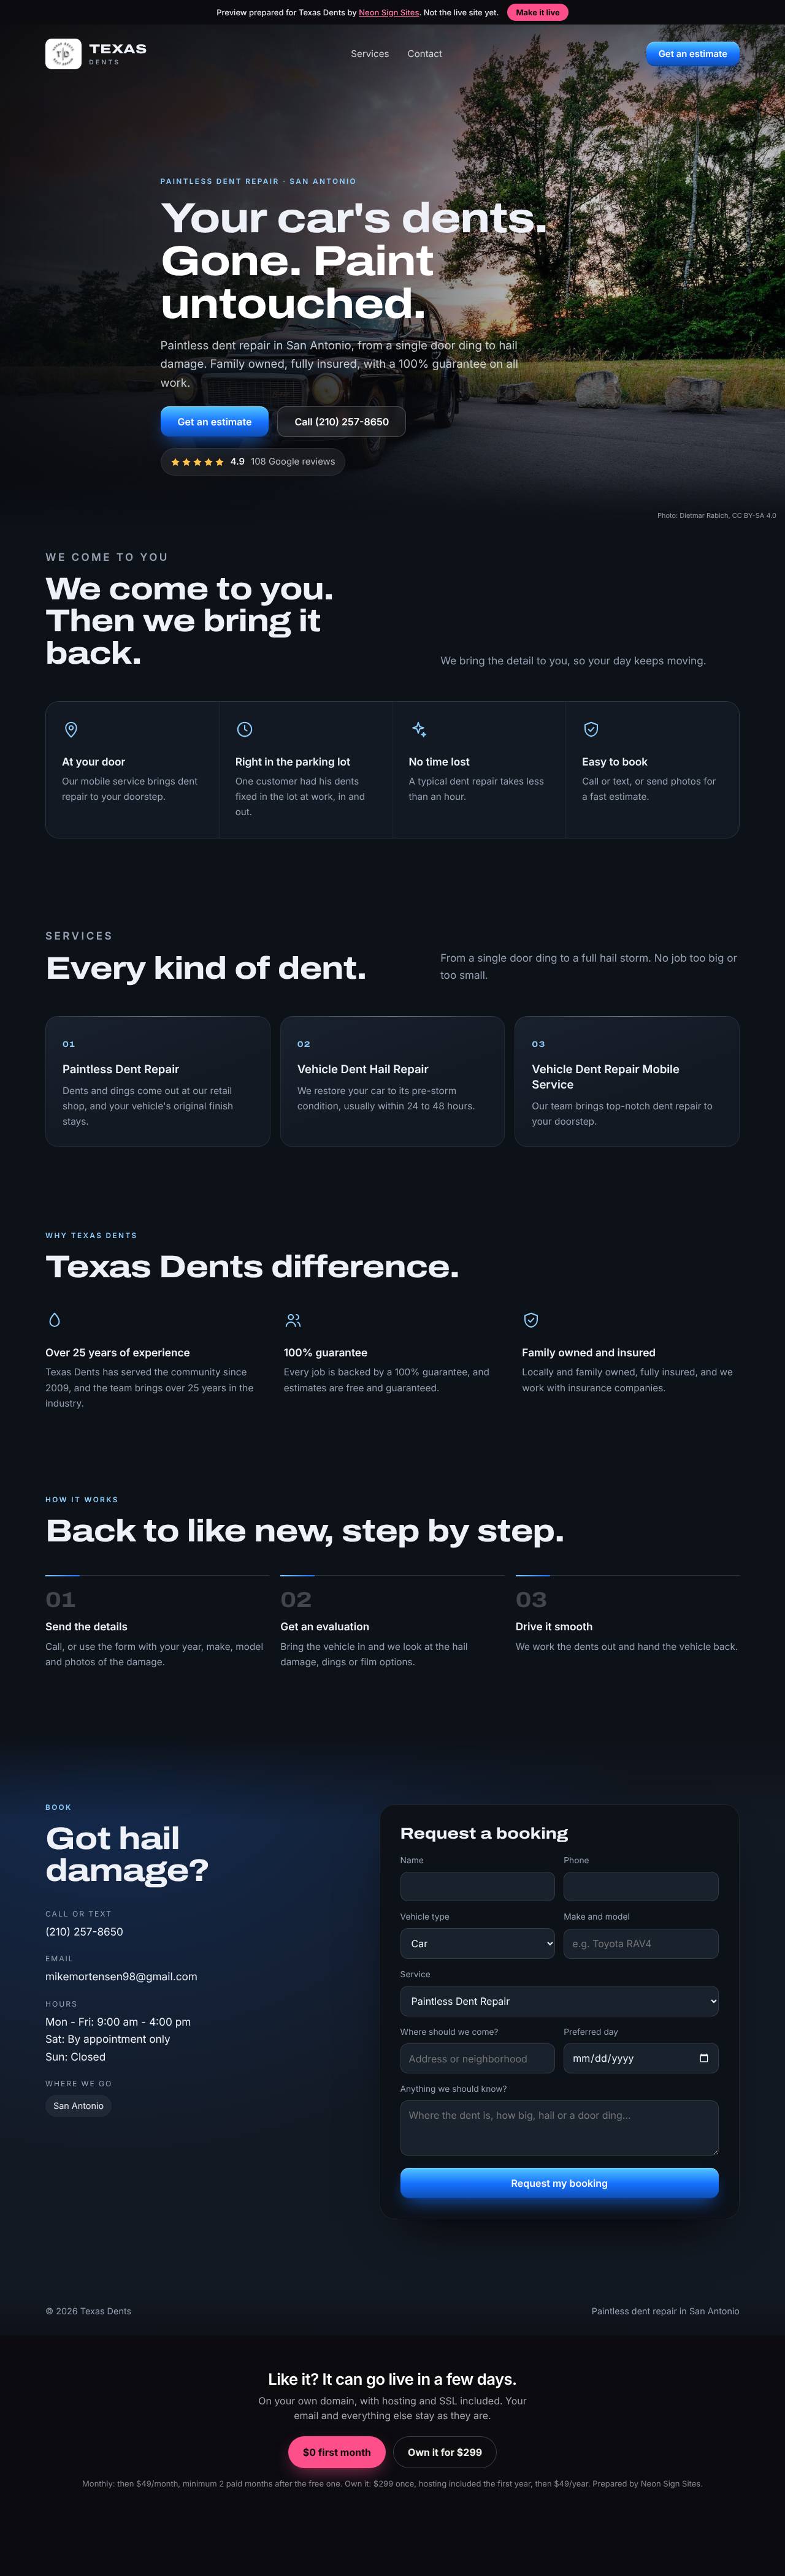 Preview prepared for Texas Dents by Neon Sign Sites. Not the live site yet. Make it live
TEXAS
DENTS
Services Contact
Get an estimate
PAINTLESS DENT REPAIR · SAN ANTONIO
Your car's dents.
Gone. Paint
untouched.
Paintless dent repair in San Antonio, from a single door ding to hail
damage. Family owned, fully insured, with a 100% guarantee on all
work.
Get an estimate Call (210) 257-8650
★★★★★ 4.9 108 Google reviews
Photo: Dietmar Rabich, CC BY-SA 4.0
WE COME TO YOU
We come to you.
Then we bring it
back.
We bring the detail to you, so your day keeps moving.
At your door
Our mobile service brings dent
repair to your doorstep.
Right in the parking lot
One customer had his dents
fixed in the lot at work, in and
out.
No time lost
A typical dent repair takes less
than an hour.
Easy to book
Call or text, or send photos for
a fast estimate.
SERVICES
Every kind of dent.
From a single door ding to a full hail storm. No job too big or
too small.
01
Paintless Dent Repair
Dents and dings come out at our retail
shop, and your vehicle's original finish
stays.
02
Vehicle Dent Hail Repair
We restore your car to its pre-storm
condition, usually within 24 to 48 hours.
03
Vehicle Dent Repair Mobile
Service
Our team brings top-notch dent repair to
your doorstep.
WHY TEXAS DENTS
Texas Dents difference.
Over 25 years of experience
Texas Dents has served the community since
2009, and the team brings over 25 years in the
industry.
100% guarantee
Every job is backed by a 100% guarantee, and
estimates are free and guaranteed.
Family owned and insured
Locally and family owned, fully insured, and we
work with insurance companies.
HOW IT WORKS
Back to like new, step by step.
01
Send the details
Call, or use the form with your year, make, model
and photos of the damage.
02
Get an evaluation
Bring the vehicle in and we look at the hail
damage, dings or film options.
03
Drive it smooth
We work the dents out and hand the vehicle back.
BOOK
Got hail
damage?
CALL OR TEXT
(210) 257-8650
EMAIL
mikemortensen98@gmail.com
HOURS
Mon - Fri: 9:00 am - 4:00 pm
Sat: By appointment only
Sun: Closed
WHERE WE GO
San Antonio
Request a booking
Name Phone
Vehicle type Make and model
Car e.g. Toyota RAV4
Service
Paintless Dent Repair
Where should we come? Preferred day
Address or neighborhood mm/dd/yyyy
Anything we should know?
Where the dent is, how big, hail or a door ding...
Request my booking
© 2026 Texas Dents
Paintless dent repair in San Antonio
Like it? It can go live in a few days.
On your own domain, with hosting and SSL included. Your
email and everything else stay as they are.
$0 first month Own it for $299
Monthly: then $49/month, minimum 2 paid months after the free one. Own it: $299 once, hosting included the first year, then $49/year. Prepared by Neon Sign Sites.